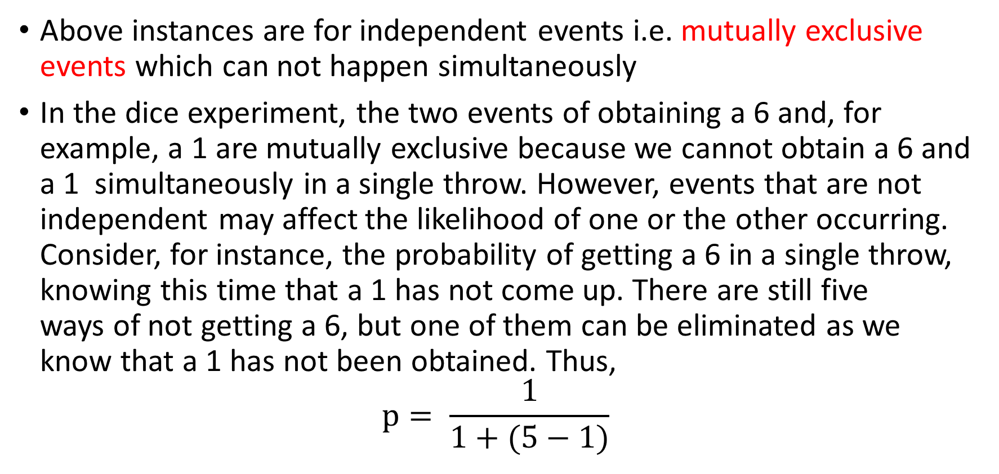 • Above instances are for independent events i.e. mutually exclusive
events which can not happen simultaneously
• In the dice experiment, the two events of obtaining a 6 and, for
example, a 1 are mutually exclusive because we cannot obtain a 6 and
a 1 simultaneously in a single throw. However, events that are not
independent may affect the likelihood of one or the other occurring.
Consider, for instance, the probability of getting a 6 in a single throw,
knowing this time that a 1 has not come up. There are still five
ways of not getting a 6, but one of them can be eliminated as we
know that a 1 has not been obtained. Thus,
1
p =
1 + (5 − 1)